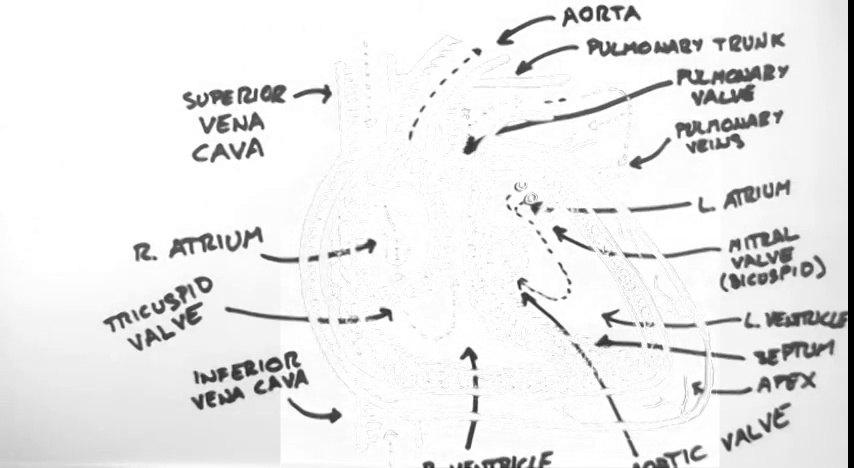 AORTA
PULMONARY TRUNK
PULMONARY
VALVE
SUPERIOR
VENA
CAVA
PULMONARY
VEINS
L. ATRIUM
R. ATRIUM
MITRAL
VALVE
(BICUSPID)
TRICUSPID
VALVE
L. VENTRICLE
SEPTUM
INFERIOR
VENA CAVA
APEX
R. VENTRICLE
AORTIC VALVE